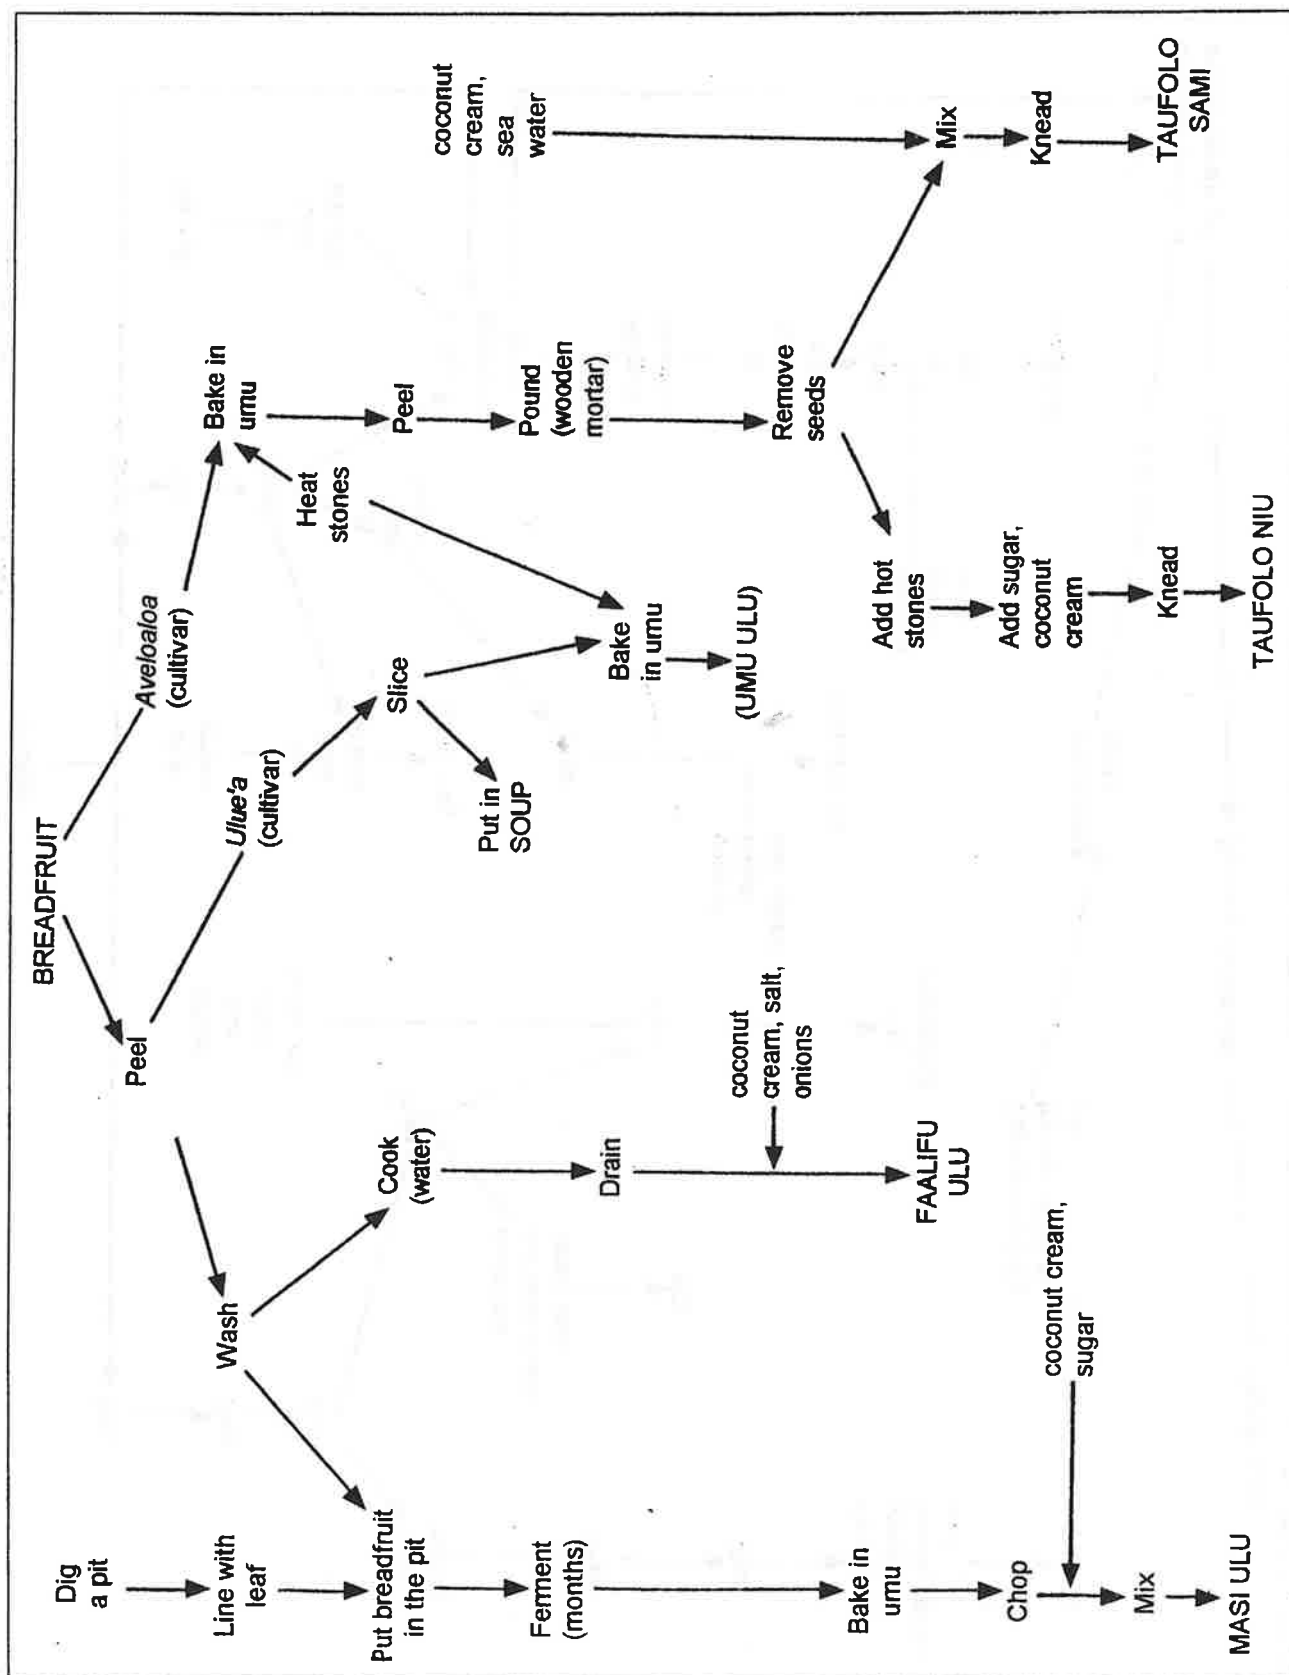 BREADFRUIT
Dig
a pit
Peel
Aveloaloa
(cultivar)
Line with
leaf
Wash
Ulue'a
(cultivar)
Bake in
umu
Heat
stones
Put breadfruit
in the pit
Cook
(water)
Slice
Peel
coconut
cream,
sea
water
Ferment
(months)
Drain
Put in
SOUP
Bake
in umu
Pound
(wooden
mortar)
coconut
cream, salt,
onions
(UMU ULU)
Remove
seeds
Bake in
umu
FAALIFU
ULU
Add hot
stones
Mix
Chop
coconut cream,
sugar
Add sugar,
coconut
cream
Knead
Mix
Knead
TAUFOLO
SAMI
MASI ULU
TAUFOLO NIU